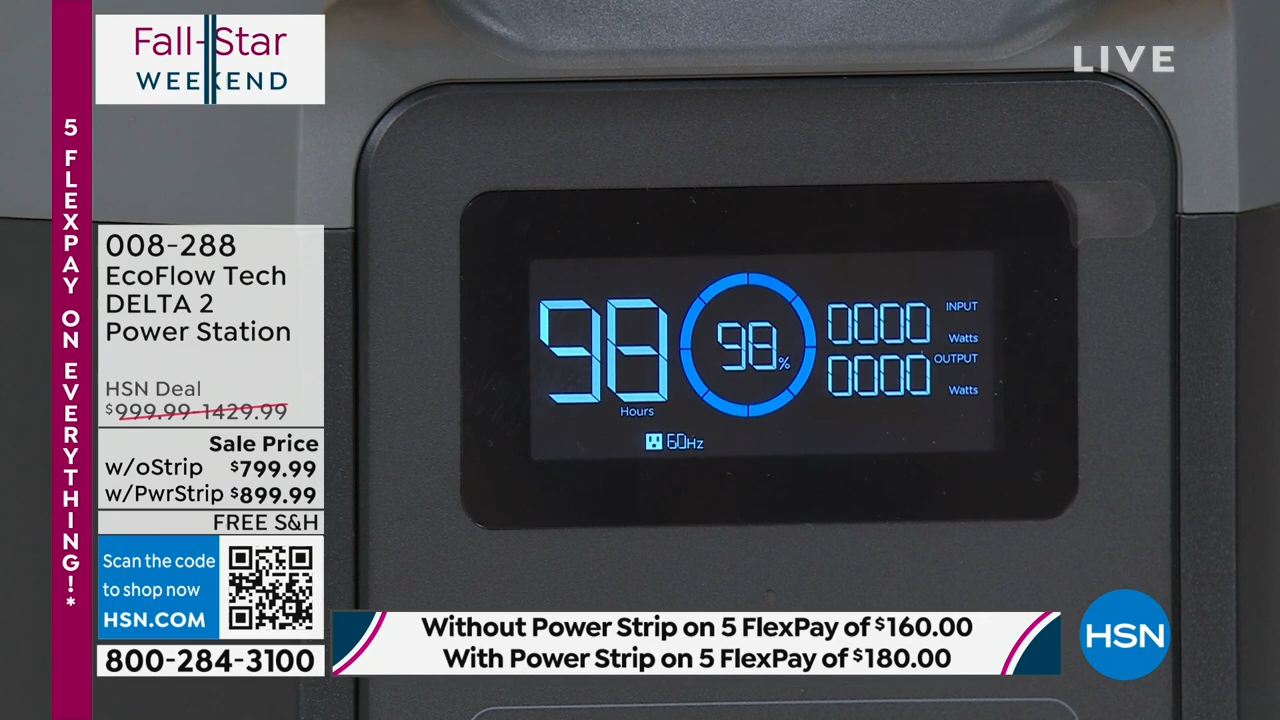 Fall-Star
WEEKEND
LIVE
5 FLEXPAY ON EVERYTHING!*
008-288
EcoFlow Tech
DELTA 2
Power Station
HSN Deal
$999.99-1429.99
Sale Price
w/oStrip $799.99
w/PwrStrip $899.99
FREE S&H
Scan the code
to shop now
HSN.COM
800-284-3100
98
Hours
98%
0000 INPUT
Watts
0000 OUTPUT
Watts
60Hz
Without Power Strip on 5 FlexPay of $160.00
With Power Strip on 5 FlexPay of $180.00
HSN